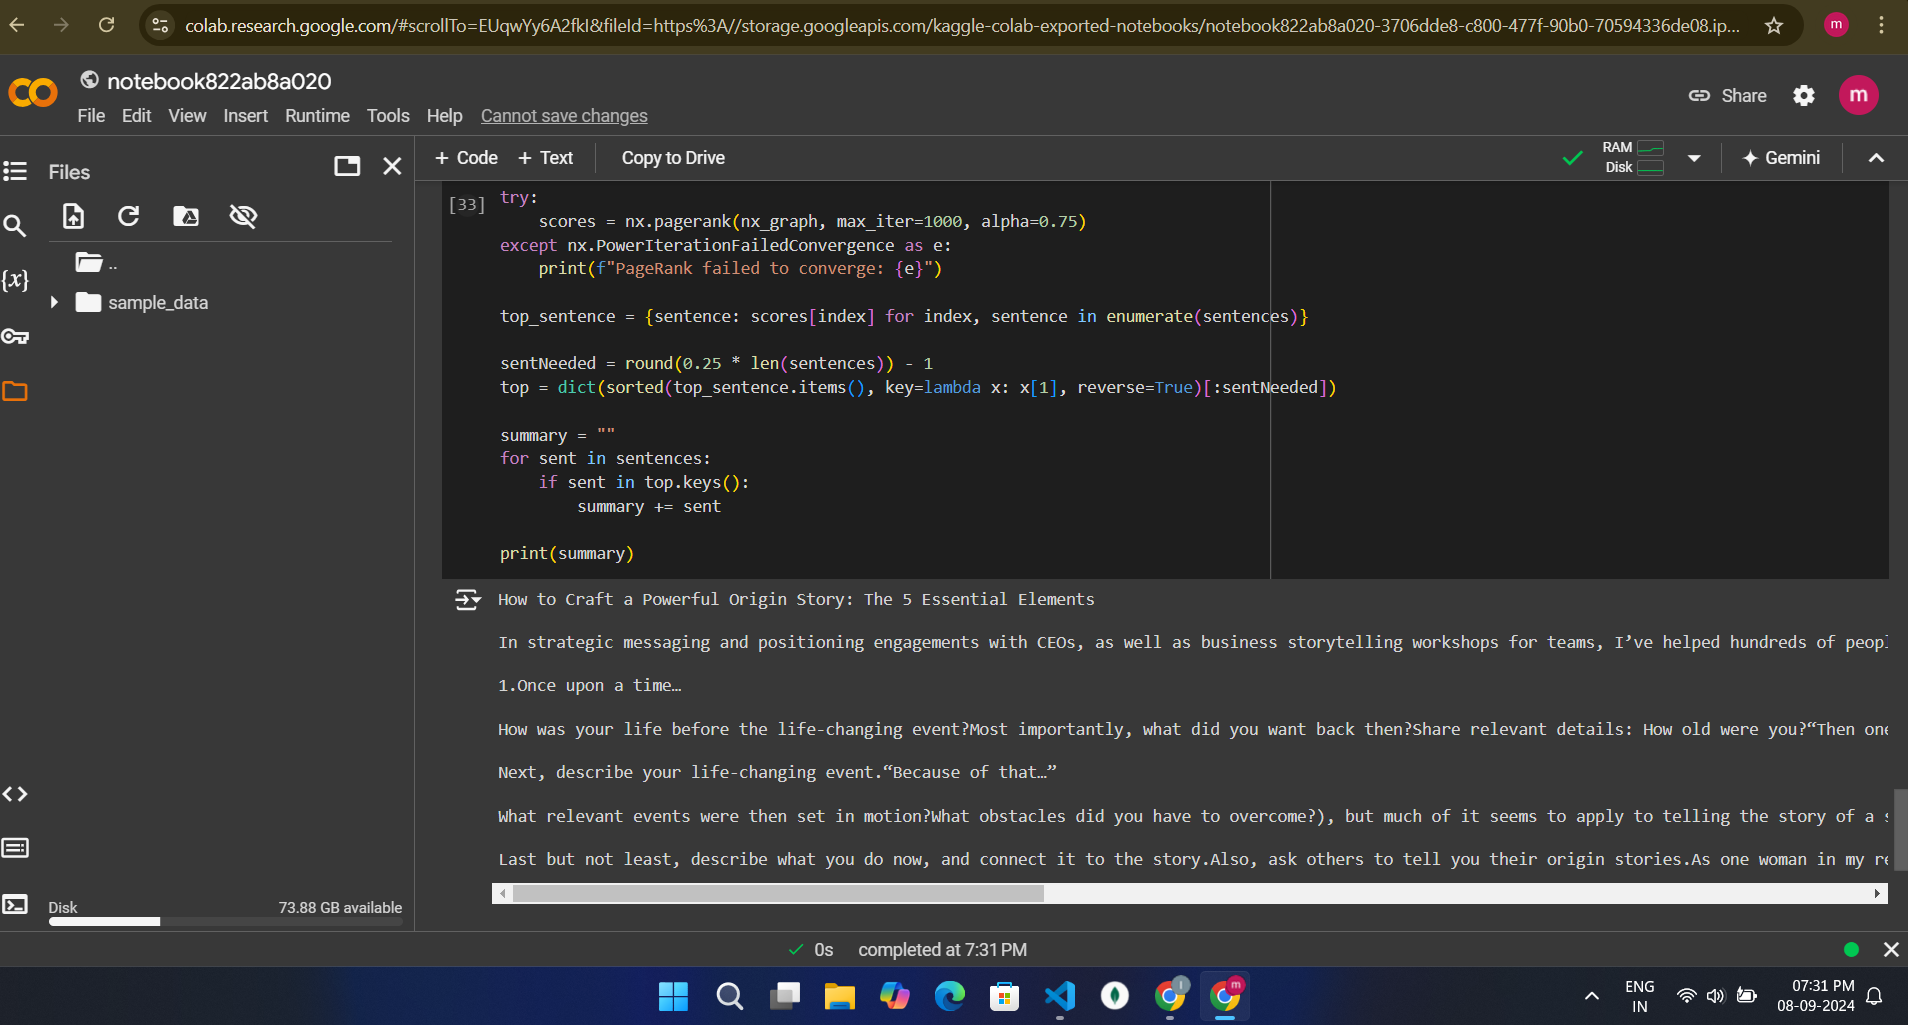 colab.research.google.com/#scrollTo=EUqwYy6A2fkI&fileId=https%3A//storage.googleapis.com/kaggle-colab-exported-notebooks/notebook822ab8a020-3706dde8-c800-477f-90b0-70594336de08.ip...
m
notebook822ab8a020
File Edit View Insert Runtime Tools Help Cannot save changes
Share
m
Files
+ Code + Text Copy to Drive
RAM
Disk
Gemini
..
sample_data
{x}
[33]
try:
    scores = nx.pagerank(nx_graph, max_iter=1000, alpha=0.75)
except nx.PowerIterationFailedConvergence as e:
    print(f"PageRank failed to converge: {e}")
top_sentence = {sentence: scores[index] for index, sentence in enumerate(sentences)}
sentNeeded = round(0.25 * len(sentences)) - 1
top = dict(sorted(top_sentence.items(), key=lambda x: x[1], reverse=True)[:sentNeeded])
summary = ""
for sent in sentences:
    if sent in top.keys():
        summary += sent
print(summary)
How to Craft a Powerful Origin Story: The 5 Essential Elements
In strategic messaging and positioning engagements with CEOs, as well as business storytelling workshops for teams, I’ve helped hundreds of peopl
1.Once upon a time…
How was your life before the life-changing event?Most importantly, what did you want back then?Share relevant details: How old were you?“Then one
Next, describe your life-changing event.“Because of that…”
What relevant events were then set in motion?What obstacles did you have to overcome?), but much of it seems to apply to telling the story of a s
Last but not least, describe what you do now, and connect it to the story.Also, ask others to tell you their origin stories.As one woman in my re
Disk 73.88 GB available
0s completed at 7:31 PM
ENG
IN
07:31 PM
08-09-2024